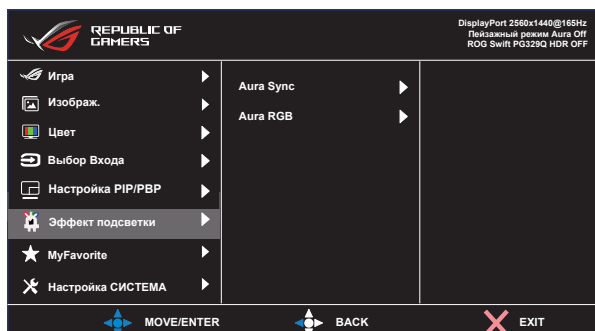 REPUBLIC OF
GAMERS
DisplayPort 2560x1440@165Hz
Пейзажный режим Aura Off
ROG Swift PG329Q HDR OFF
Игра
Изображ.
Цвет
Выбор Входа
Настройка PIP/PBP
Эффект подсветки
MyFavorite
Настройка СИСТЕМА
Aura Sync
Aura RGB
MOVE/ENTER
BACK
EXIT